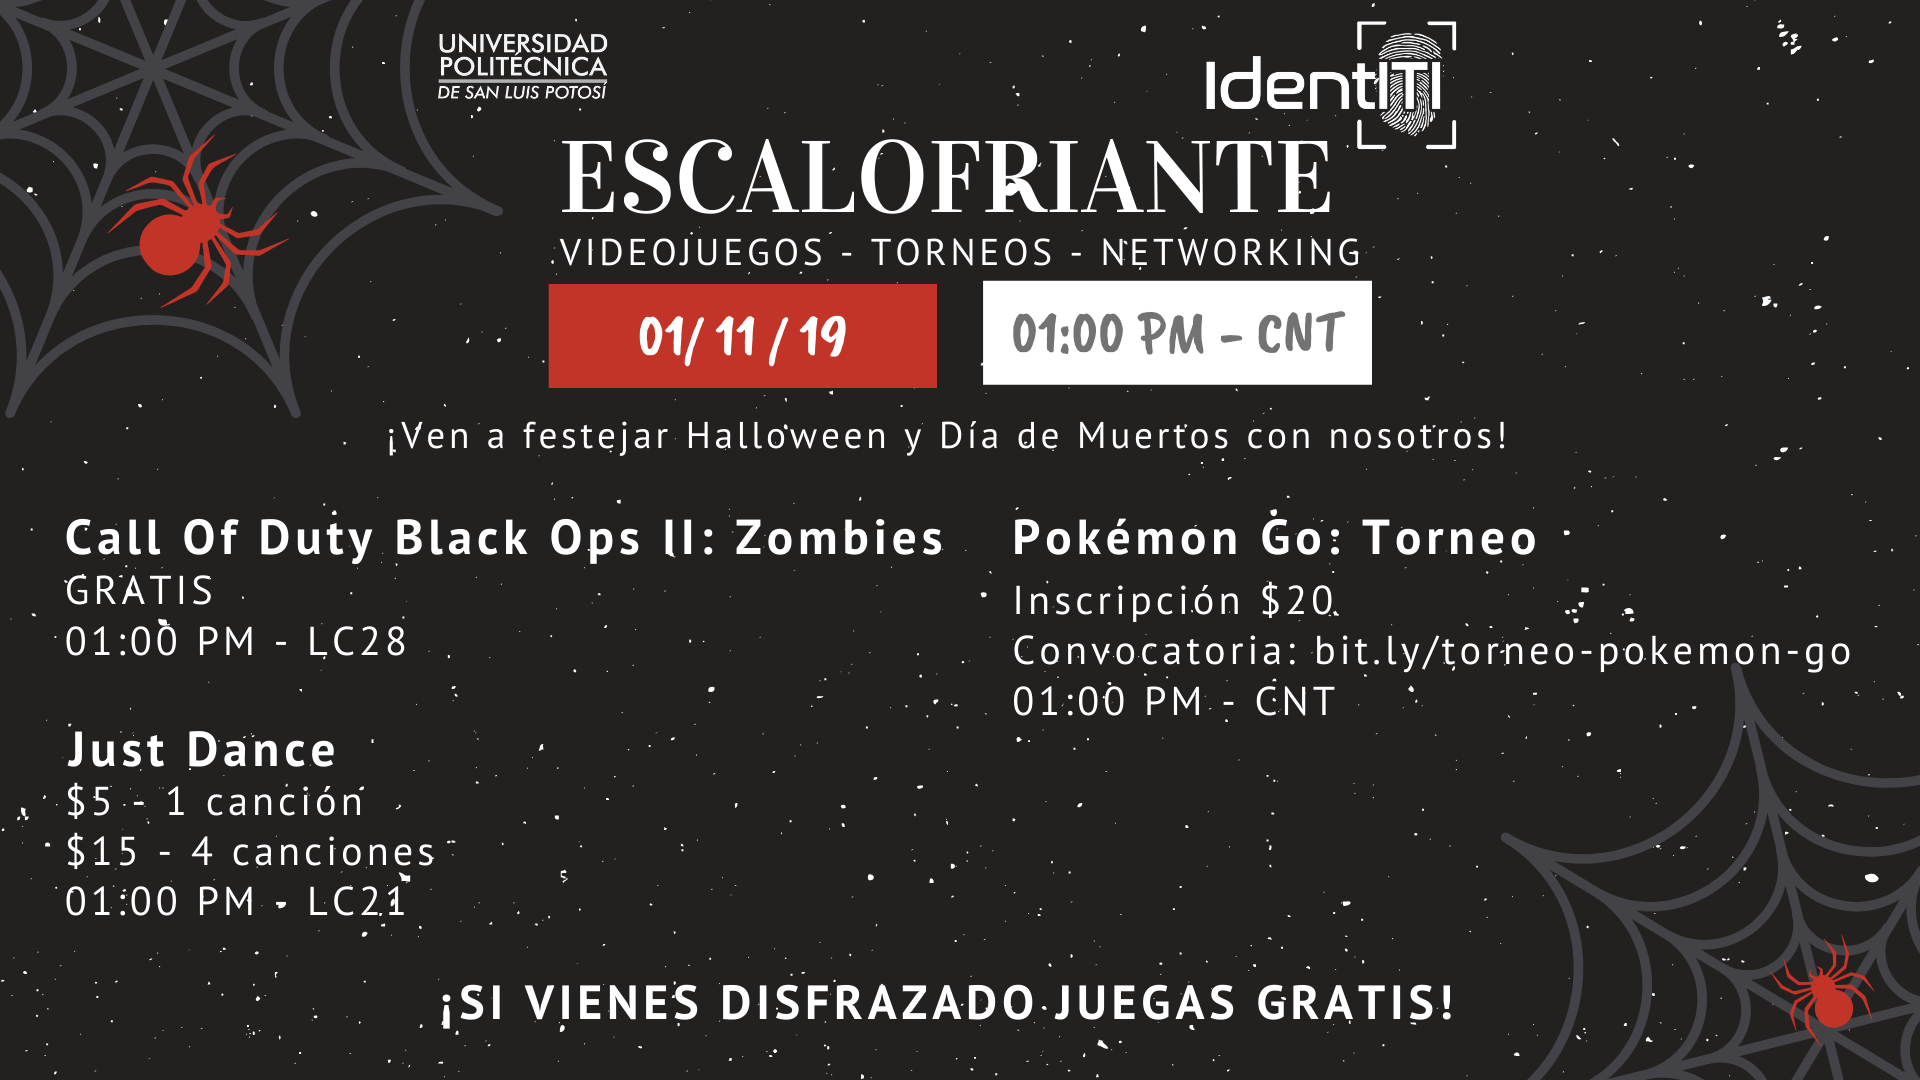 UNIVERSIDAD
POLITÉCNICA
DE SAN LUIS POTOSÍ
IdentITI
ESCALOFRIANTE
VIDEOJUEGOS - TORNEOS - NETWORKING
01/ 11 / 19
01:00 PM - CNT
¡Ven a festejar Halloween y Día de Muertos con nosotros!
Call Of Duty Black Ops II: Zombies
GRATIS
01:00 PM - LC28
Just Dance
$5 - 1 canción
$15 - 4 canciones
01:00 PM - LC21
Pokémon Go: Torneo
Inscripción $20
Convocatoria: bit.ly/torneo-pokemon-go
01:00 PM - CNT
¡SI VIENES DISFRAZADO JUEGAS GRATIS!